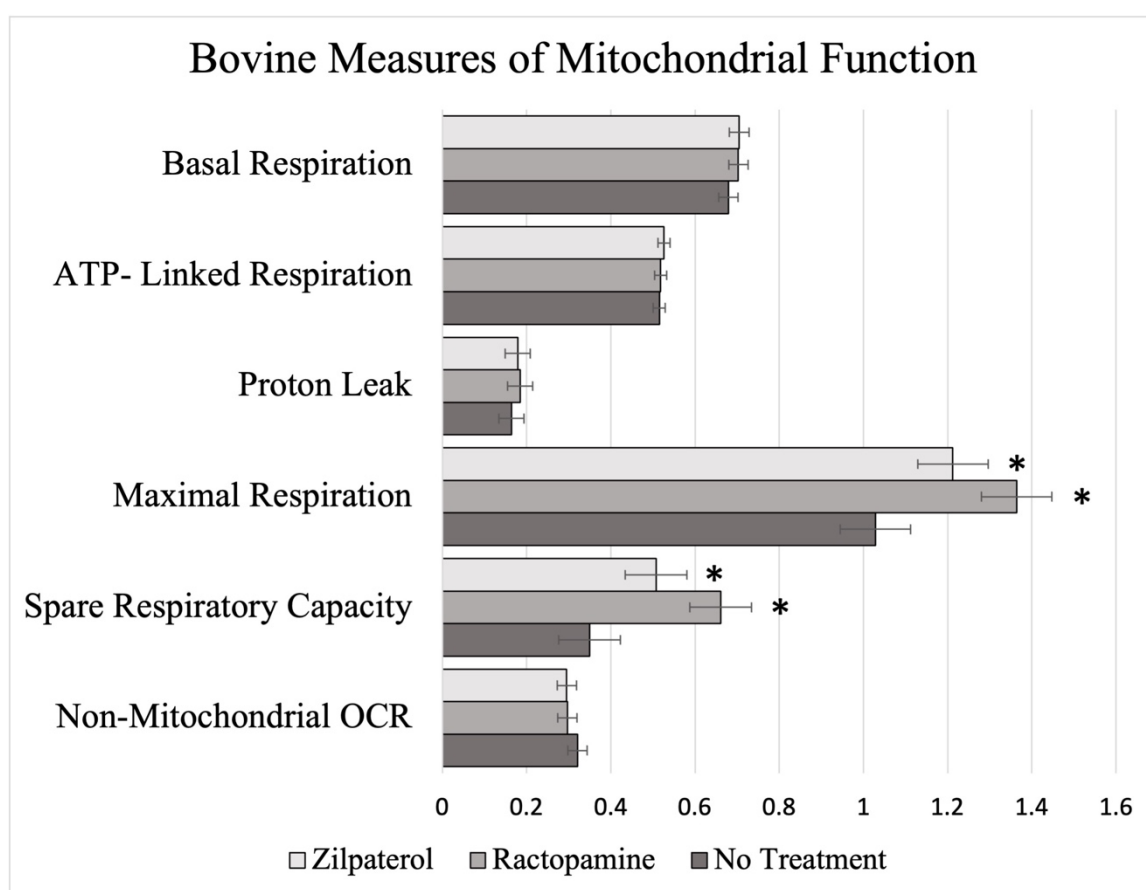 Bovine Measures of Mitochondrial Function
Basal Respiration
ATP- Linked Respiration
Proton Leak
Maximal Respiration
*
*
Spare Respiratory Capacity
*
*
Non-Mitochondrial OCR
0 0.2 0.4 0.6 0.8 1 1.2 1.4 1.6
Zilpaterol Ractopamine No Treatment